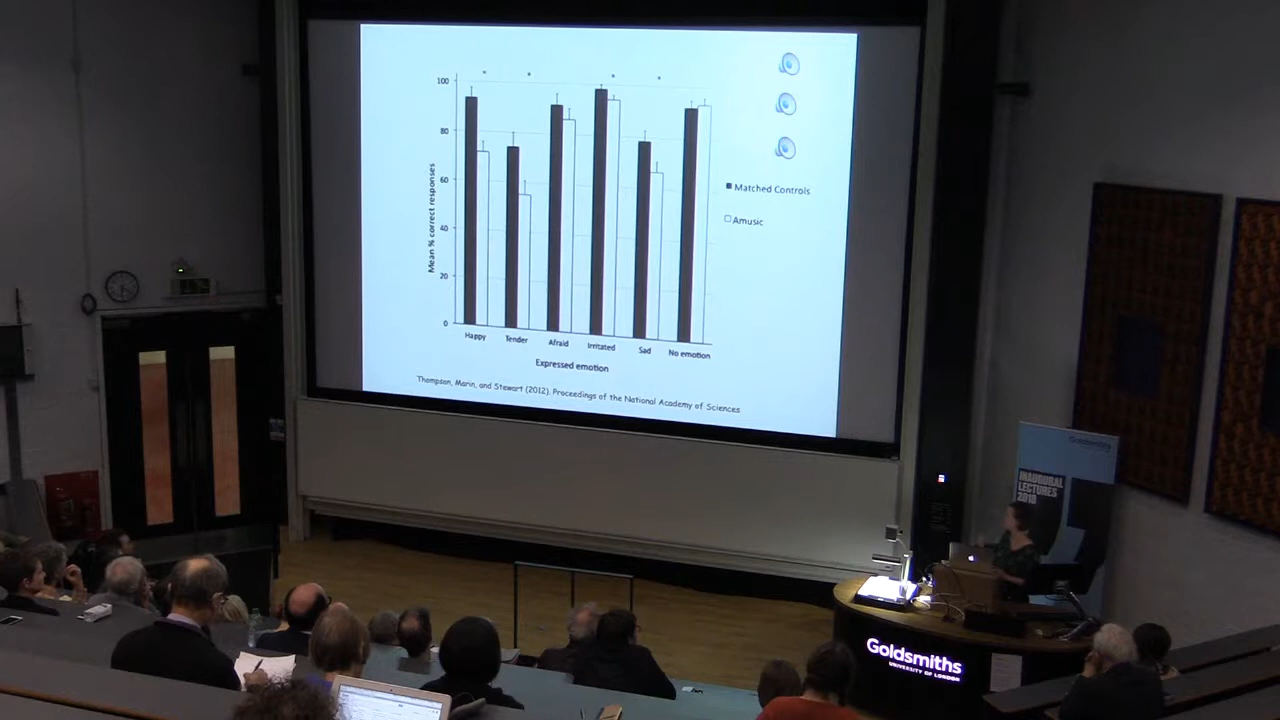 100
80
60
40
20
0
Mean % correct responses
Happy
Tender
Afraid
Irritated
Sad
No emotion
Expressed emotion
Matched Controls
Amusic
Thompson, Marin, and Stewart (2012). Proceedings of the National Academy of Sciences
Goldsmiths
INAUGURAL
LECTURES
2018
Goldsmiths
UNIVERSITY OF LONDON